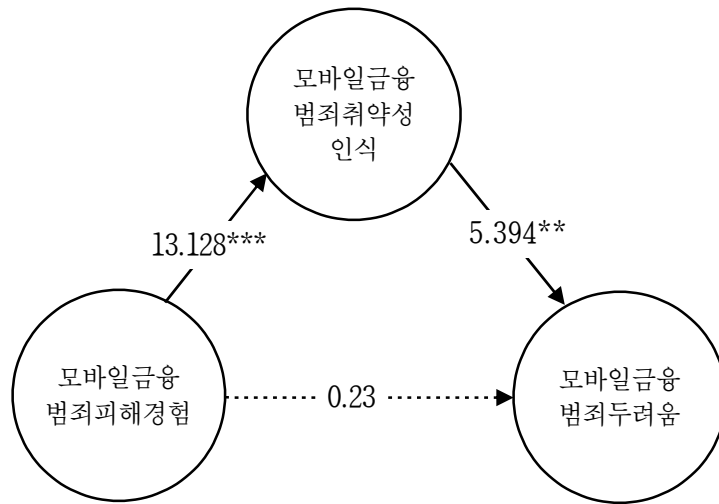 모바일금융
범죄취약성
인식
13.128***
5.394**
모바일금융
범죄피해경험
0.23
모바일금융
범죄두려움